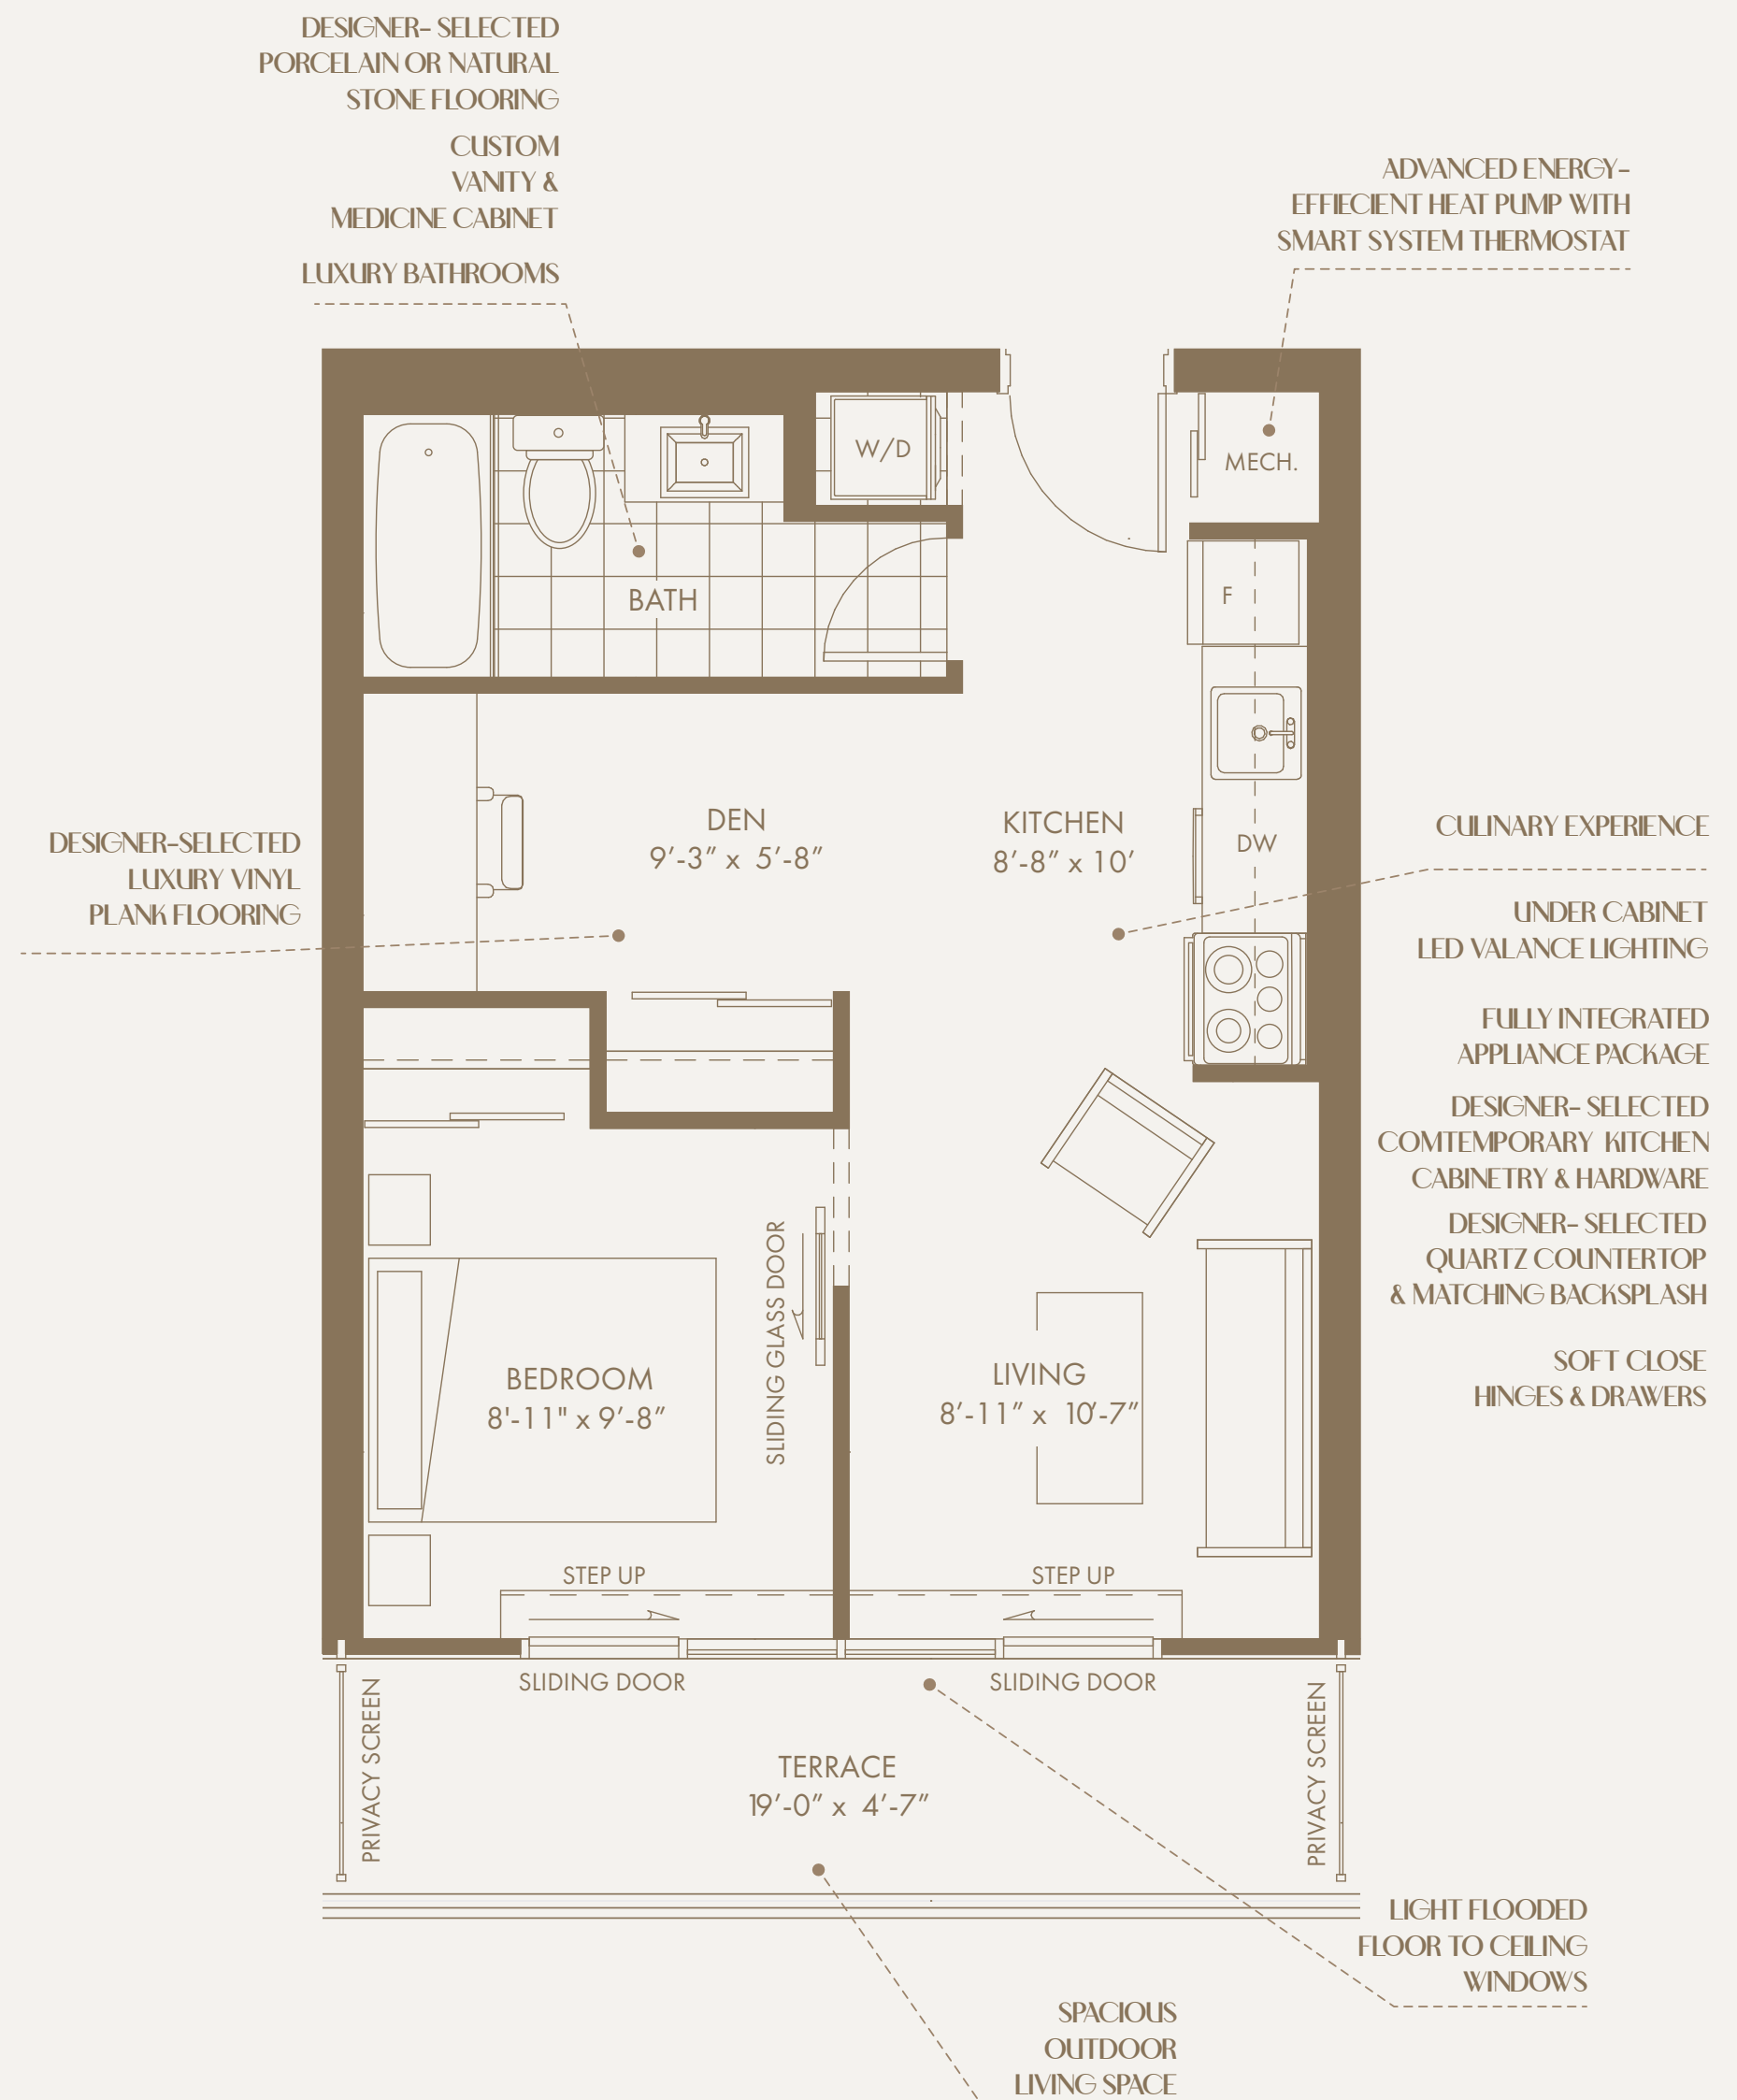 DESIGNER- SELECTED
PORCELAIN OR NATURAL
STONE FLOORING
CUSTOM
VANITY &
MEDICINE CABINET
LUXURY BATHROOMS
ADVANCED ENERGY-
EFFIECIENT HEAT PUMP WITH
SMART SYSTEM THERMOSTAT
W/D
MECH.
BATH
F
DEN
9’-3” x 5’-8”
KITCHEN
8’-8” x 10’
DW
DESIGNER-SELECTED
LUXURY VINYL
PLANK FLOORING
CULINARY EXPERIENCE
UNDER CABINET
LED VALANCE LIGHTING
FULLY INTEGRATED
APPLIANCE PACKAGE
DESIGNER- SELECTED
COMTEMPORARY KITCHEN
CABINETRY & HARDWARE
DESIGNER- SELECTED
QUARTZ COUNTERTOP
& MATCHING BACKSPLASH
SOFT CLOSE
HINGES & DRAWERS
SLIDING GLASS DOOR
BEDROOM
8'-11" x 9’-8”
LIVING
8’-11” x 10’-7”
STEP UP
STEP UP
SLIDING DOOR
SLIDING DOOR
PRIVACY SCREEN
PRIVACY SCREEN
TERRACE
19’-0” x 4’-7”
LIGHT FLOODED
FLOOR TO CEILING
WINDOWS
SPACIOUS
OUTDOOR
LIVING SPACE